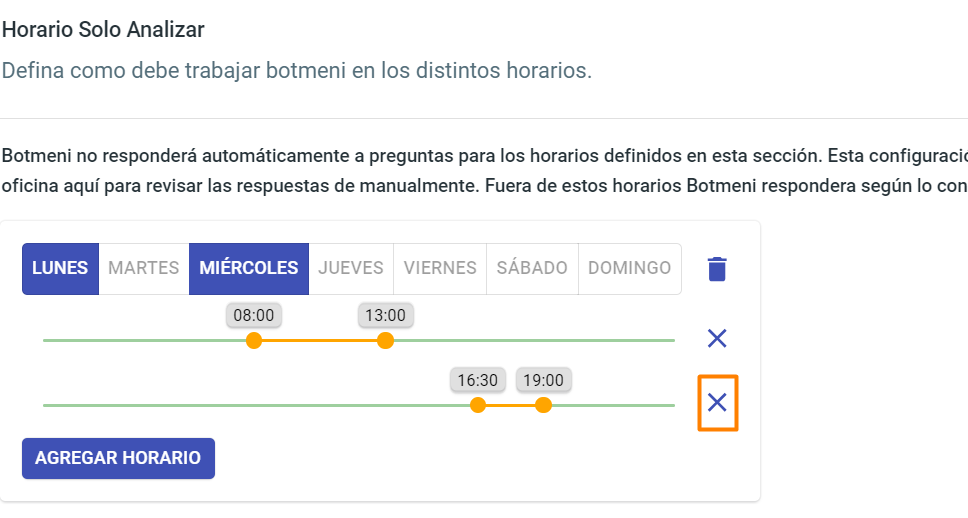 Horario Solo Analizar
Defina como debe trabajar botmeni en los distintos horarios.
Botmeni no responderá automáticamente a preguntas para los horarios definidos en esta sección. Esta configuraci
oficina aquí para revisar las respuestas de manualmente. Fuera de estos horarios Botmeni respondera según lo con
LUNES MARTES MIÉRCOLES JUEVES VIERNES SÁBADO DOMINGO
08:00 13:00
16:30 19:00
AGREGAR HORARIO